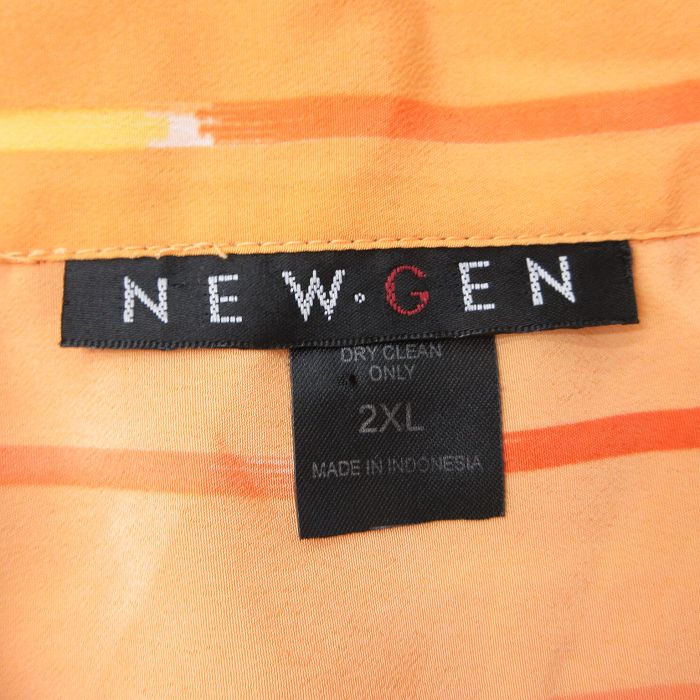 NEW·GEN
DRY CLEAN
ONLY
2XL
MADE IN INDONESIA